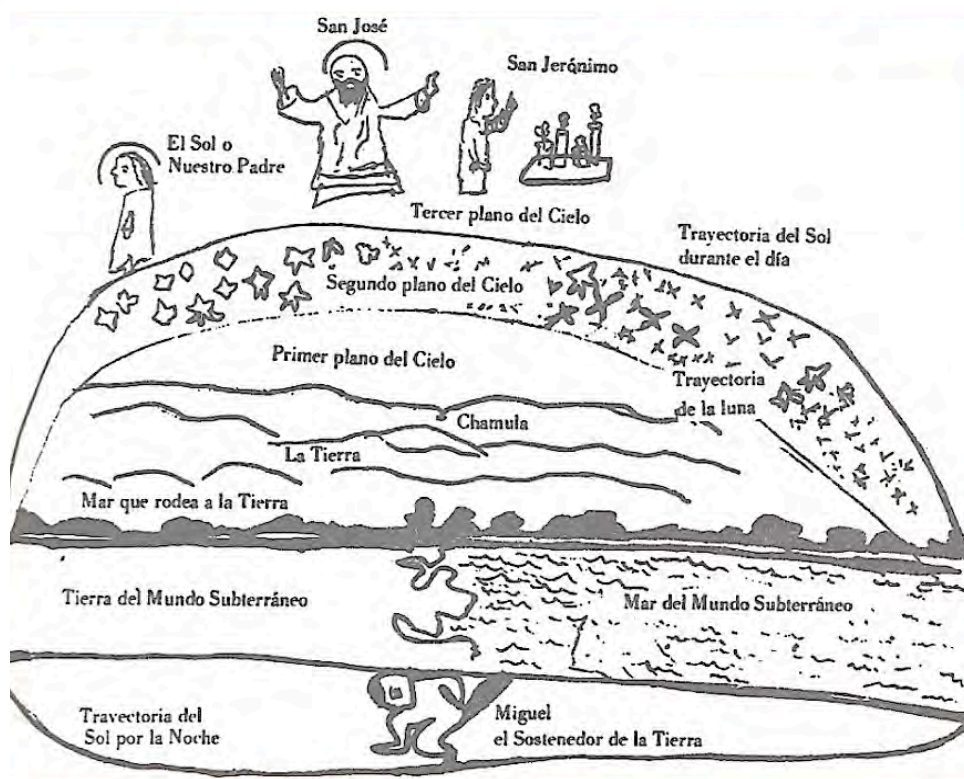 San José
San Jerónimo
El Sol o
Nuestro Padre
Tercer plano del Cielo
Trayectoria del Sol
durante el día
Segundo plano del Cielo
Primer plano del Cielo
Trayectoria
de la luna
Chamula
La Tierra
Mar que rodea a la Tierra
Tierra del Mundo Subterráneo
Mar del Mundo Subterráneo
Trayectoria del
Sol por la Noche
Miguel
el Sostenedor de la Tierra